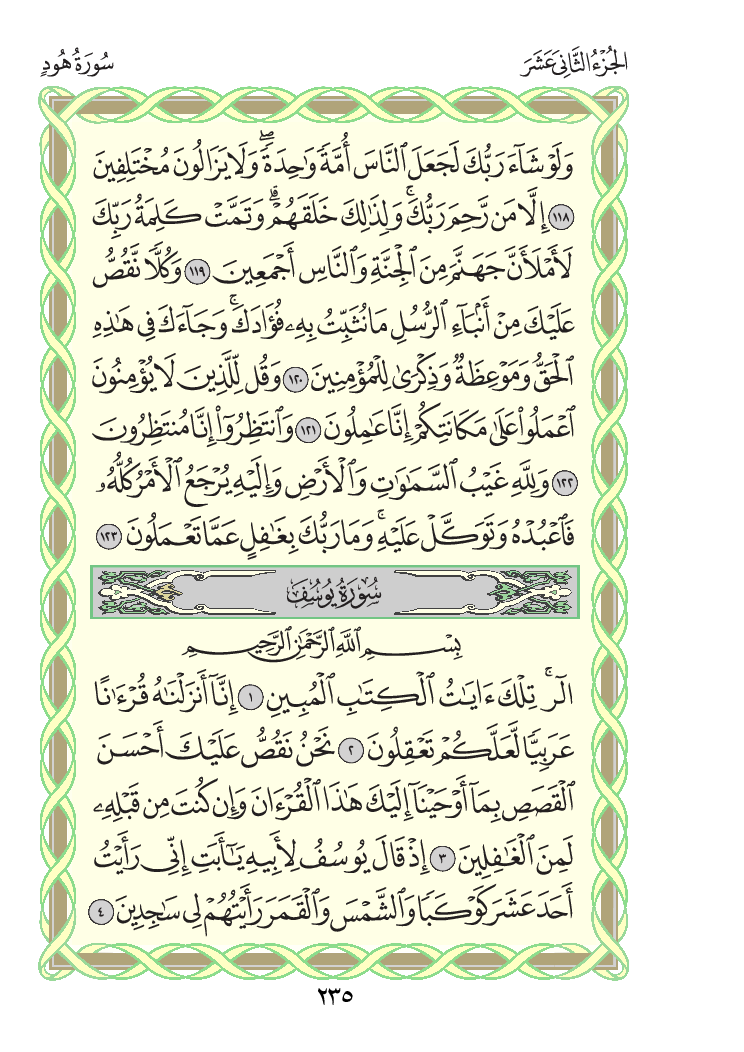 الجُزْءُ الثَّانِي عَشَرَ
سُورَةُ هُودٍ
وَلَوْ شَآءَ رَبُّكَ لَجَعَلَ ٱلنَّاسَ أُمَّةً وَٰحِدَةًۖ وَلَا يَزَالُونَ مُخْتَلِفِينَ
١١٨ إِلَّا مَن رَّحِمَ رَبُّكَۚ وَلِذَٰلِكَ خَلَقَهُمْۗ وَتَمَّتْ كَلِمَةُ رَبِّكَ
لَأَمْلَأَنَّ جَهَنَّمَ مِنَ ٱلْجِنَّةِ وَٱلنَّاسِ أَجْمَعِينَ ١١٩ وَكُلًّا نَّقُصُّ
عَلَيْكَ مِنْ أَنۢبَآءِ ٱلرُّسُلِ مَا نُثَبِّتُ بِهِۦ فُؤَادَكَۚ وَجَآءَكَ فِي هَٰذِهِ
ٱلْحَقُّ وَمَوْعِظَةٌ وَذِكْرَىٰ لِلْمُؤْمِنِينَ ١٢٠ وَقُل لِّلَّذِينَ لَا يُؤْمِنُونَ
ٱعْمَلُوا۟ عَلَىٰ مَكَانَتِكُمْ إِنَّا عَٰمِلُونَ ١٢١ وَٱنتَظِرُوٓا۟ إِنَّا مُنتَظِرُونَ
١٢٢ وَلِلَّهِ غَيْبُ ٱلسَّمَٰوَٰتِ وَٱلْأَرْضِ وَإِلَيْهِ يُرْجَعُ ٱلْأَمْرُ كُلُّهُۥ
فَٱعْبُدْهُ وَتَوَكَّلْ عَلَيْهِۚ وَمَا رَبُّكَ بِغَٰفِلٍ عَمَّا تَعْمَلُونَ ١٢٣
سُورَةُ يُوسُفَ
بِسْمِ ٱللَّهِ ٱلرَّحْمَٰنِ ٱلرَّحِيمِ
الٓرۚ تِلْكَ ءَايَٰتُ ٱلْكِتَٰبِ ٱلْمُبِينِ ١ إِنَّآ أَنزَلْنَٰهُ قُرْءَٰنًا
عَرَبِيًّا لَّعَلَّكُمْ تَعْقِلُونَ ٢ نَحْنُ نَقُصُّ عَلَيْكَ أَحْسَنَ
ٱلْقَصَصِ بِمَآ أَوْحَيْنَآ إِلَيْكَ هَٰذَا ٱلْقُرْءَانَ وَإِن كُنتَ مِن قَبْلِهِۦ
لَمِنَ ٱلْغَٰفِلِينَ ٣ إِذْ قَالَ يُوسُفُ لِأَبِيهِ يَٰٓأَبَتِ إِنِّي رَأَيْتُ
أَحَدَ عَشَرَ كَوْكَبًا وَٱلشَّمْسَ وَٱلْقَمَرَ رَأَيْتُهُمْ لِي سَٰجِدِينَ ٤
٢٣٥